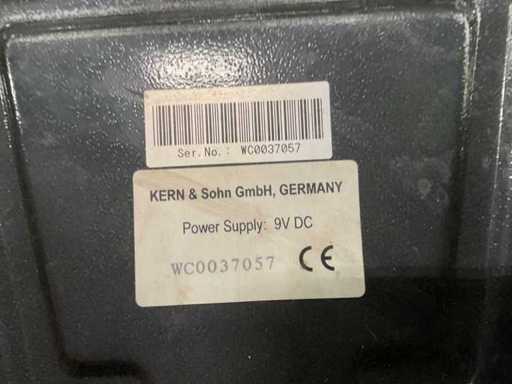 Ser.No.: WC0037057
KERN & Sohn GmbH, GERMANY
Power Supply: 9V DC
WC0037057 CE